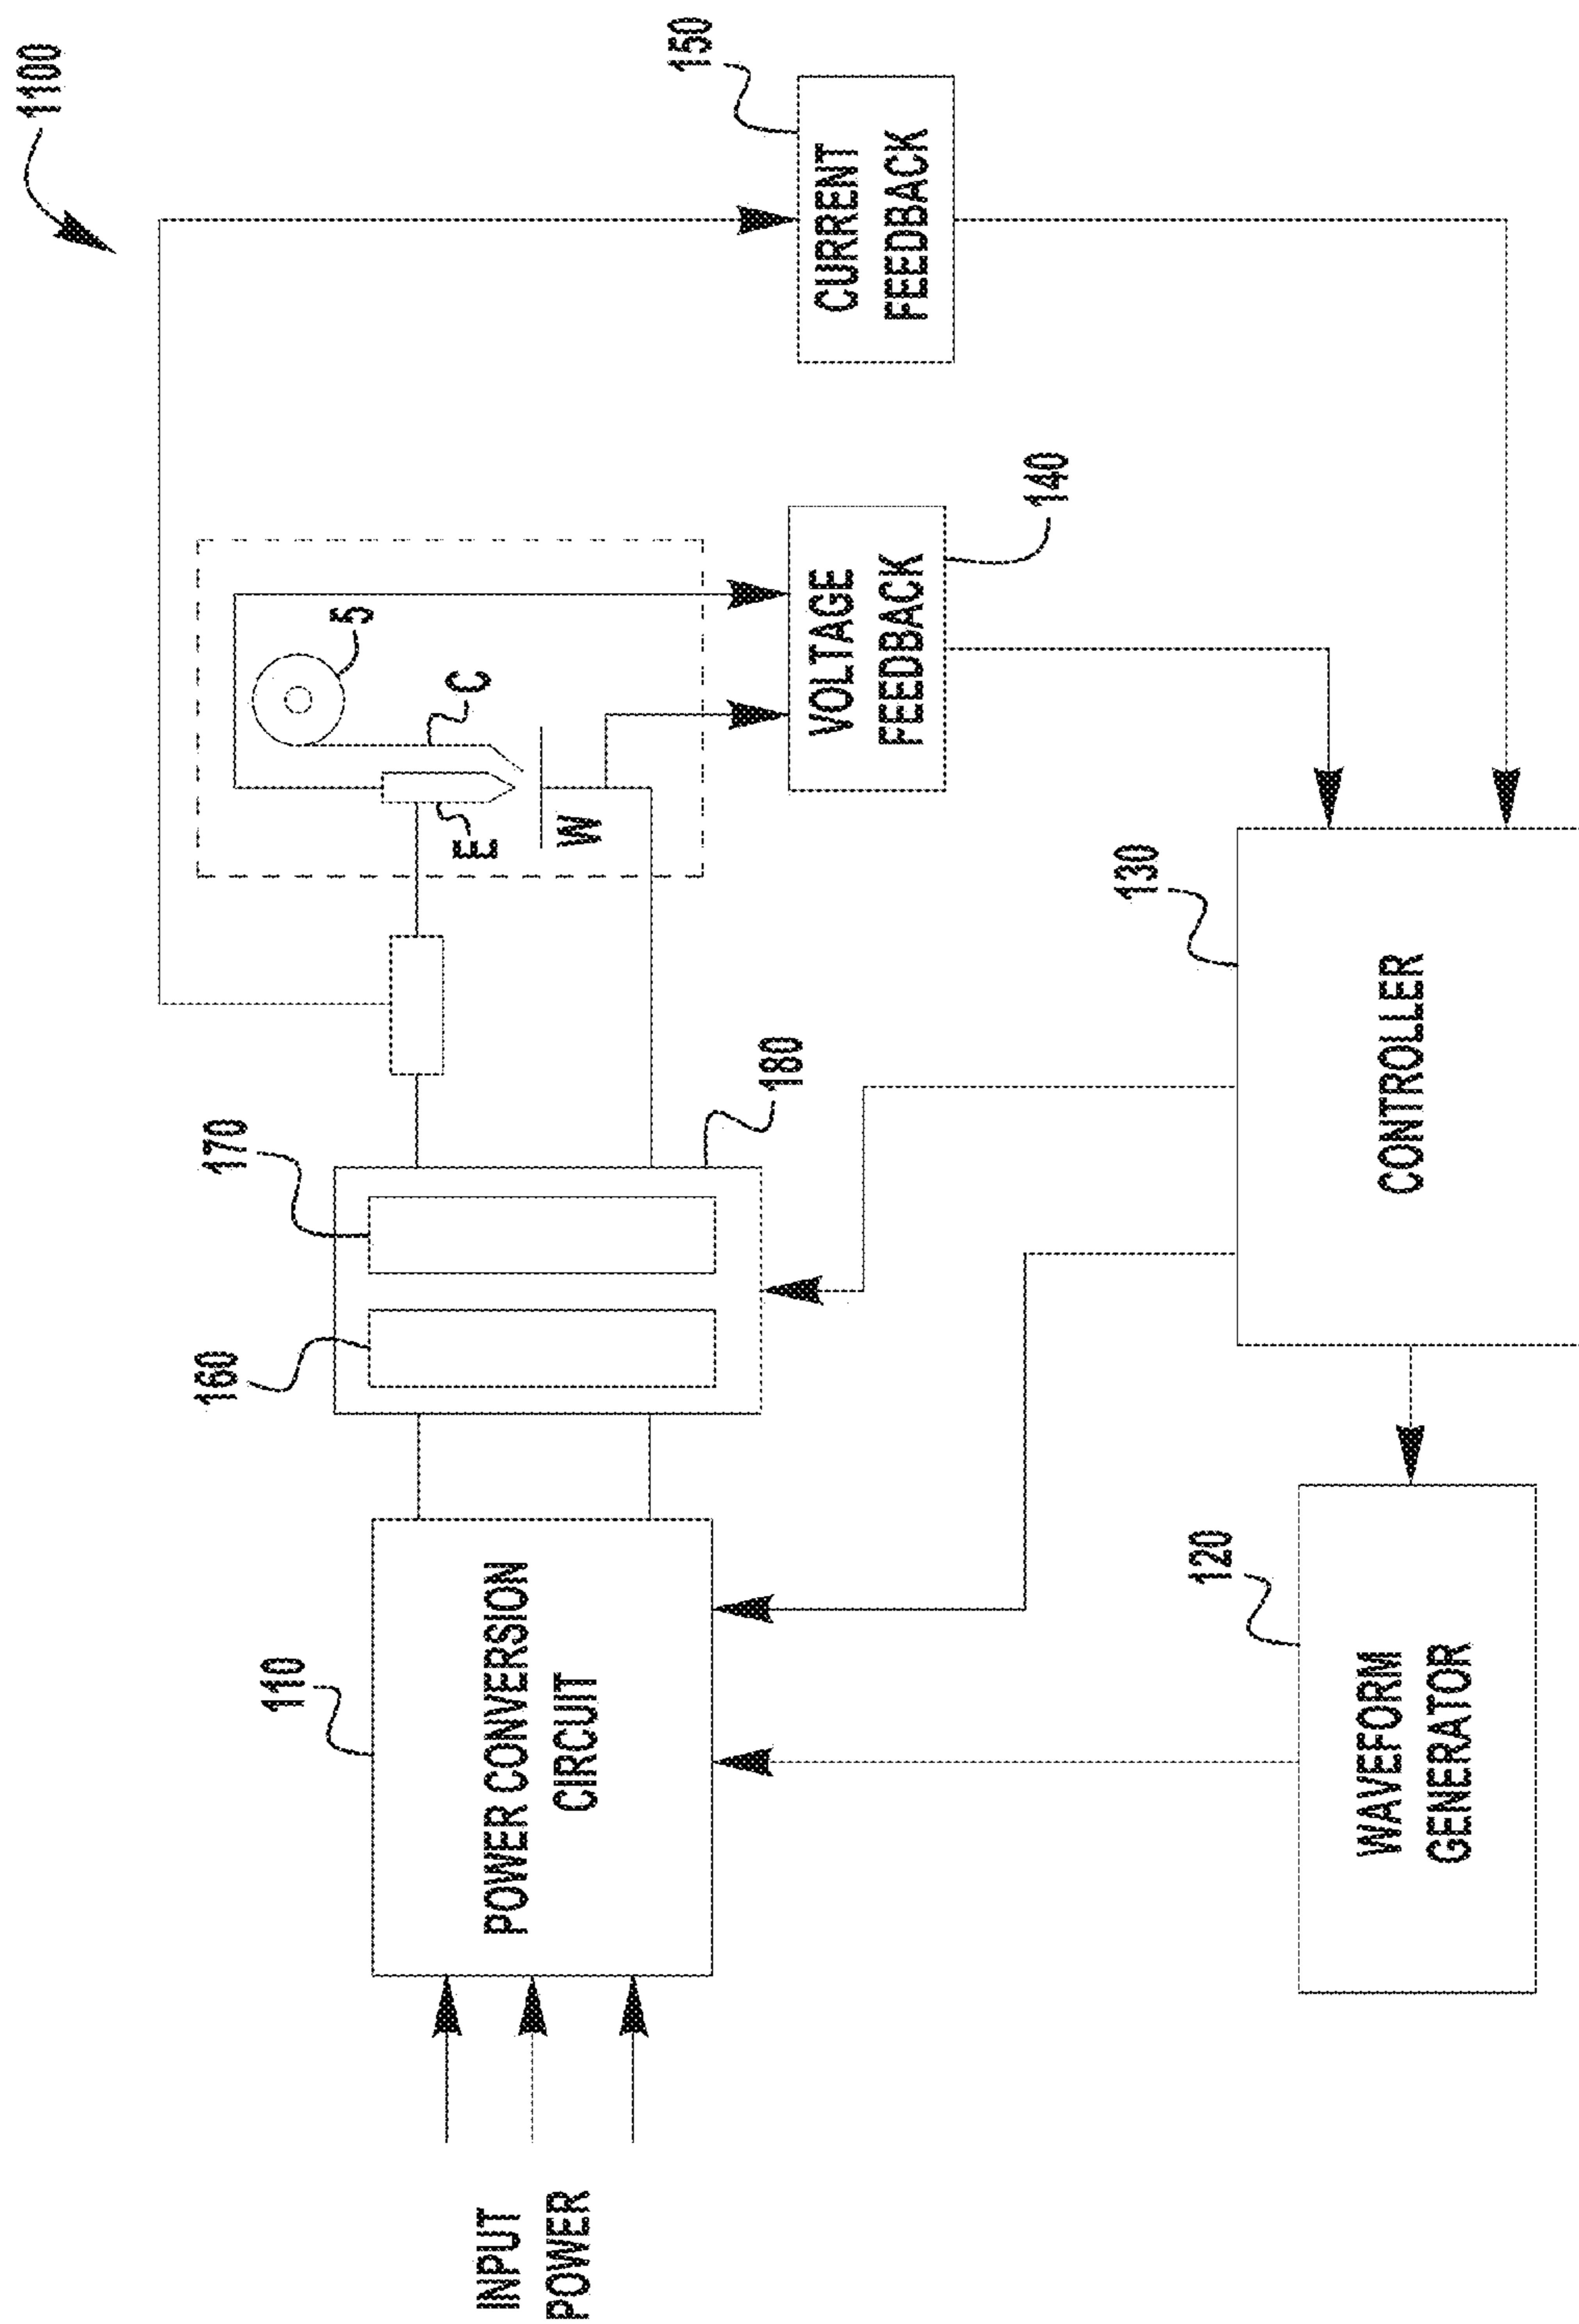 1100
INPUT
POWER
110
POWER CONVERSION
CIRCUIT
160
170
180
5
C
E
W
150
CURRENT
FEEDBACK
VOLTAGE
FEEDBACK
140
130
CONTROLLER
120
WAVEFORM
GENERATOR